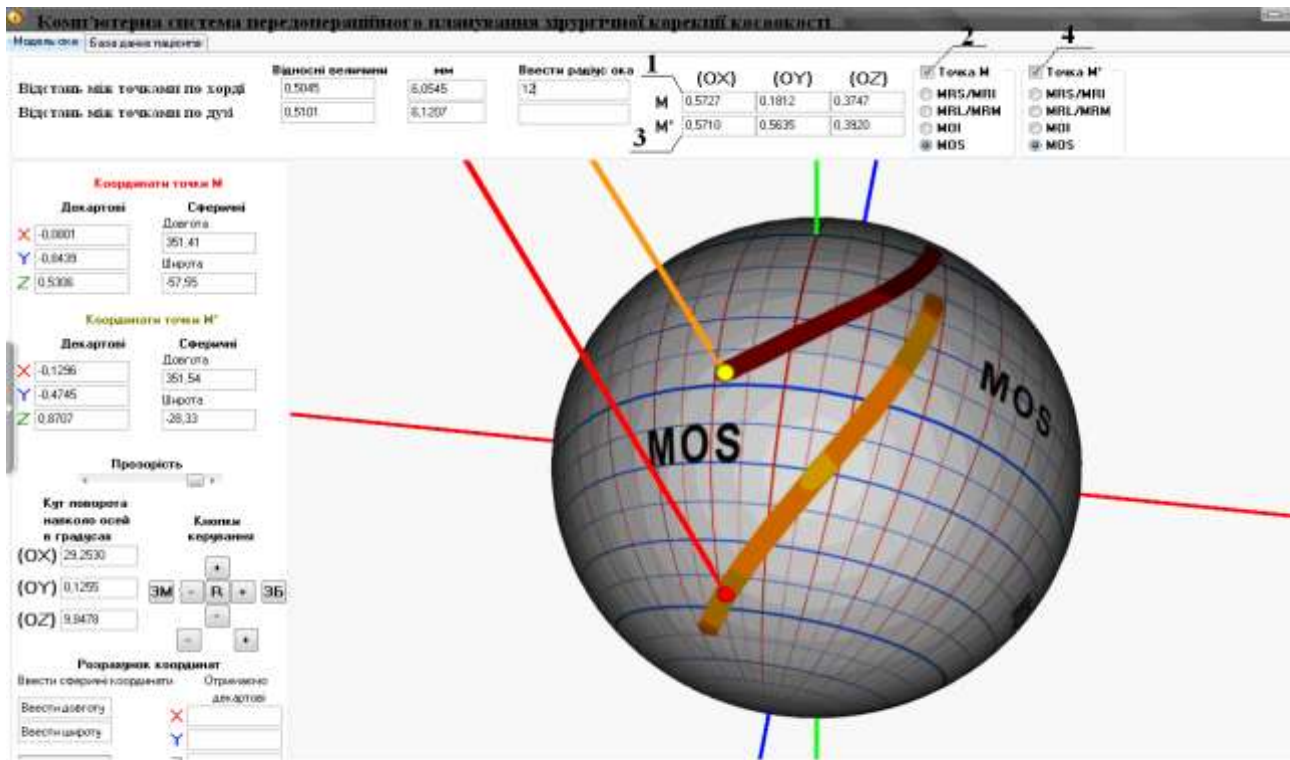 Комп'ютерна система передопераційного планування хірургічної корекції косоокості
Модель ока База даних пацієнтів
2 4
Відносні величини мм Ввести радіус ока 1 (OX) (OY) (OZ) Точка M Точка M'
Відстань між точками по хорді 0,5045 6,0545 12 M 0.5727 0.1812 0.3747 MRS/MRI MRS/MRI
Відстань між точками по дузі 0,5101 6,1207 M' 0,5710 0,5635 0,3920 MRL/MRM MRL/MRM
3 MOI MOI
MOS MOS
Координати точки M
Декартові Сферичні
Довгота
X -0,0801 351,41
Y -0,8439 Широта
Z 0,5306 -57,95
Координати точки M'
Декартові Сферичні
Довгота
X -0,1296 351,54
Y -0.4745 Широта
Z 0,8707 -28,33
MOS
MOS
Прозорість
Кут поворота
навколо осей
в градусах
Кнопки
керування
(OX) 29,2530 +
(OY) 0,1255 ЗМ - R + ЗБ
(OZ) 9,8478 -
- +
Розрахунок координат
Ввести сферичні координати Отримаємо
декартові
Ввести довготу X
Ввести широту Y